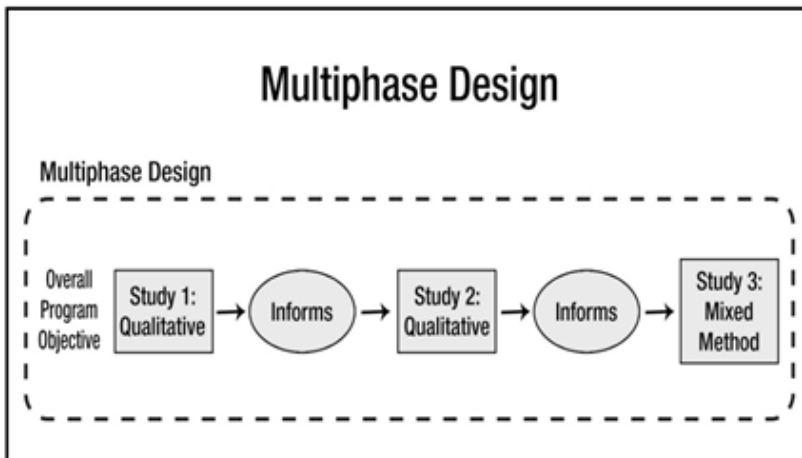 Multiphase Design
Multiphase Design
Overall
Program
Objective
Study 1:
Qualitative
Informs
Study 2:
Qualitative
Informs
Study 3:
Mixed
Method